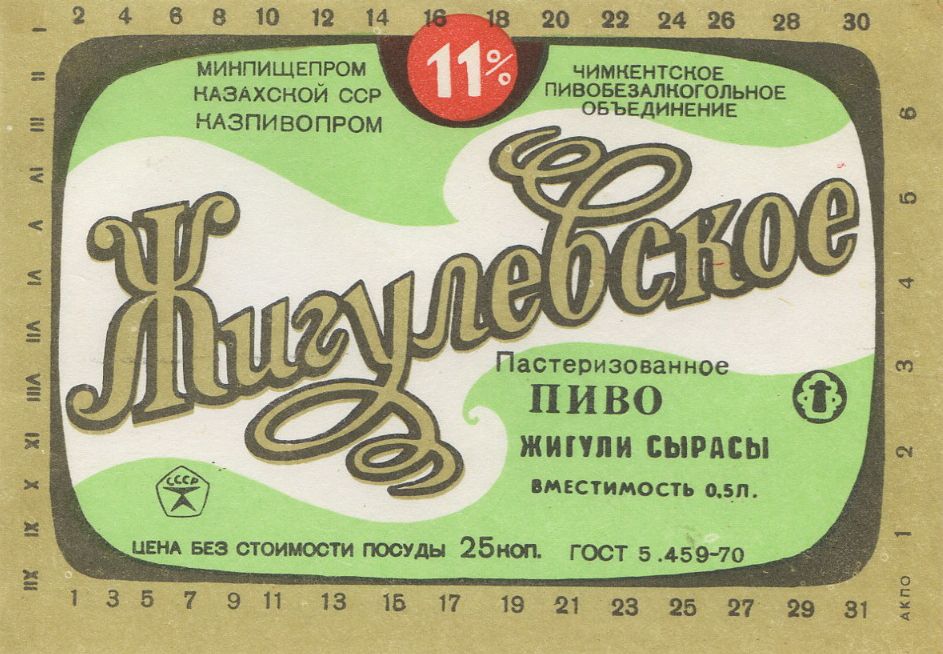 2 4 6 8 10 12 14 16 18 20 22 24 26 28 30
I II III IV V VI VII VIII IX X XI XII
11%
МИНПИЩЕПРОМ
КАЗАХСКОЙ ССР
КАЗПИВОПРОМ
ЧИМКЕНТСКОЕ
ПИВОБЕЗАЛКОГОЛЬНОЕ
ОБЪЕДИНЕНИЕ
Жигулевское
Пастеризованное
ПИВО
ЖИГУЛИ СЫРАСЫ
ВМЕСТИМОСТЬ 0,5Л.
СССР
ЦЕНА БЕЗ СТОИМОСТИ ПОСУДЫ 25КОП. ГОСТ 5.459-70
6 5 4 3 2 1
АКПО
1 3 5 7 9 11 13 15 17 19 21 23 25 27 29 31